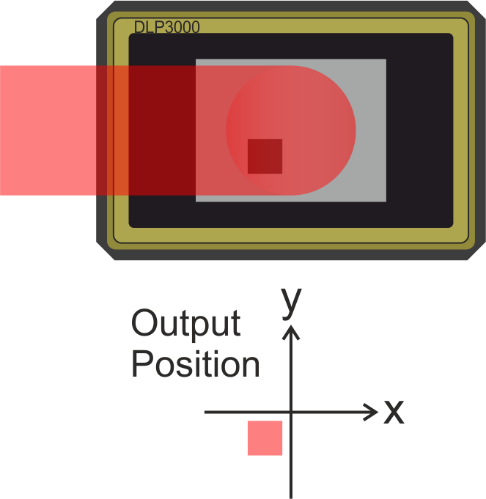 DLP3000
y
Output
Position
x